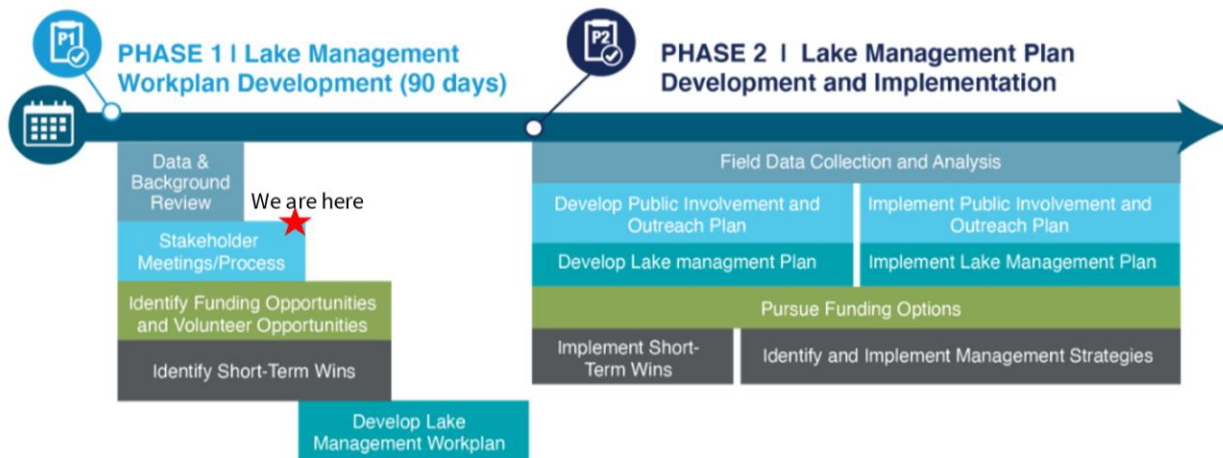 P1
PHASE 1 | Lake Management
Workplan Development (90 days)
P2
PHASE 2 | Lake Management Plan
Development and Implementation
Data &
Background
Review
We are here
Stakeholder
Meetings/Process
Identify Funding Opportunities
and Volunteer Opportunities
Identify Short-Term Wins
Develop Lake
Management Workplan
Field Data Collection and Analysis
Develop Public Involvement and
Outreach Plan
Implement Public Involvement and
Outreach Plan
Develop Lake managment Plan
Implement Lake Management Plan
Pursue Funding Options
Implement Short-
Term Wins
Identify and Implement Management Strategies